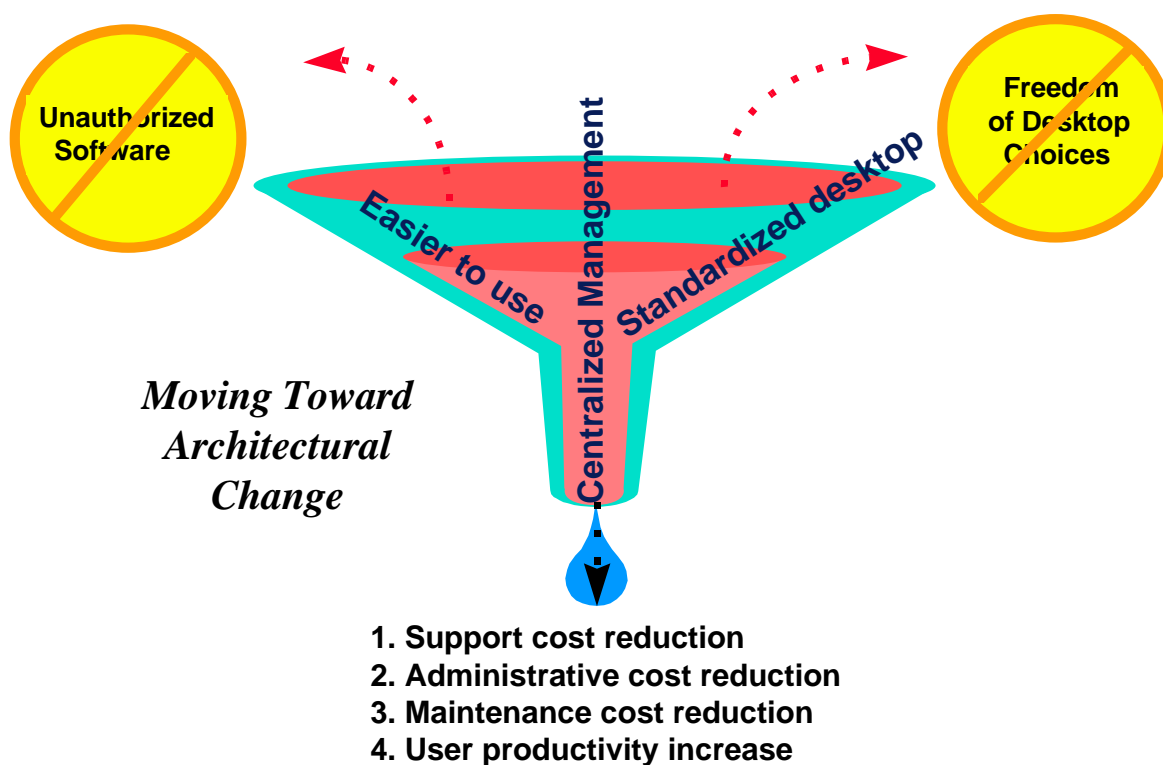 Unauthorized
Software
Freedom
of Desktop
Choices
Easier to use
Centralized Management
Standardized desktop
Moving Toward
Architectural
Change
1. Support cost reduction
2. Administrative cost reduction
3. Maintenance cost reduction
4. User productivity increase